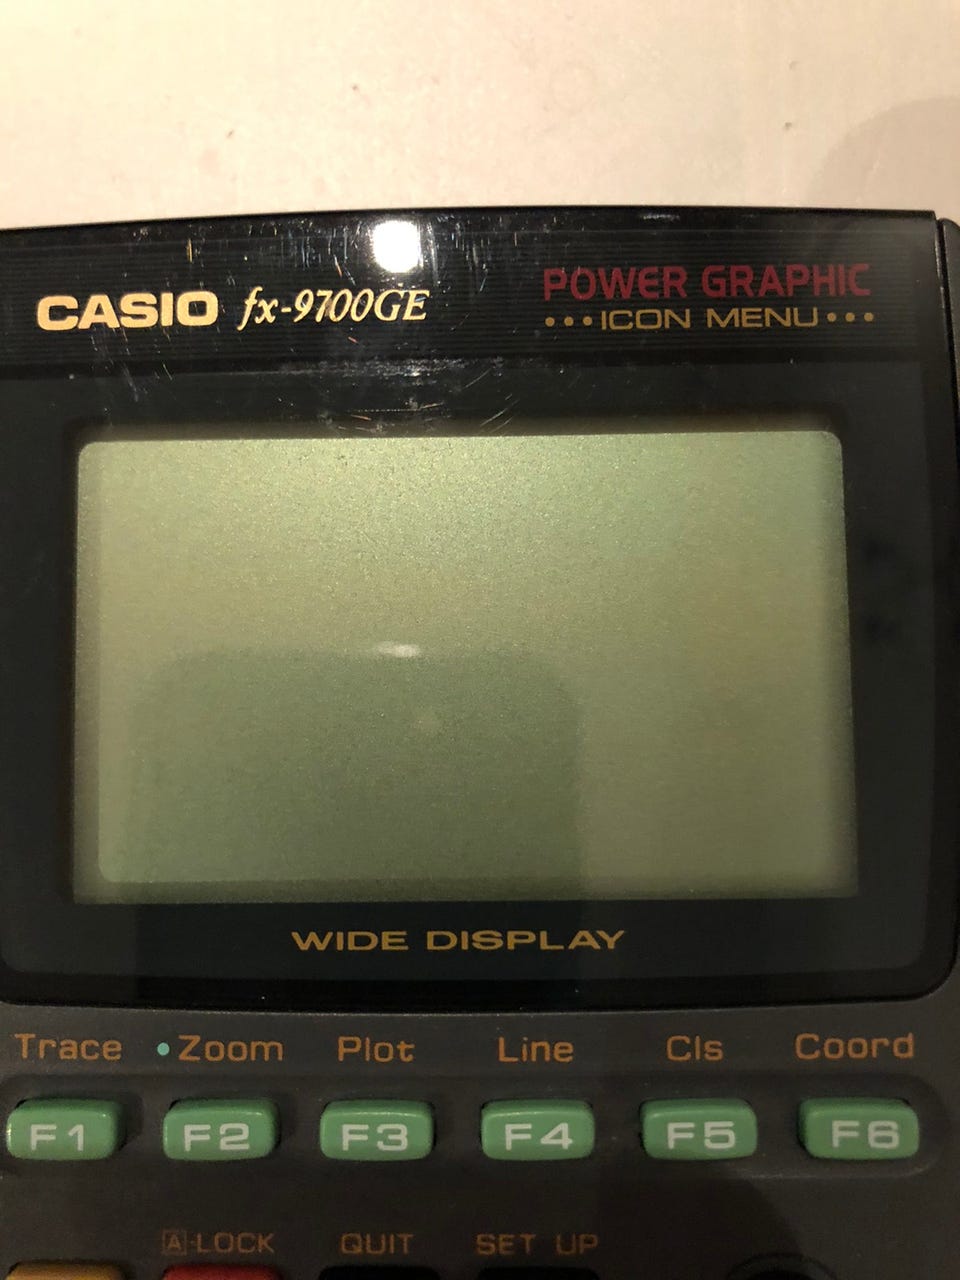 CASIO fx-9700GE
POWER GRAPHIC
•••ICON MENU•••
WIDE DISPLAY
Trace •Zoom Plot Line Cls Coord
F1 F2 F3 F4 F5 F6
A-LOCK QUIT SET UP